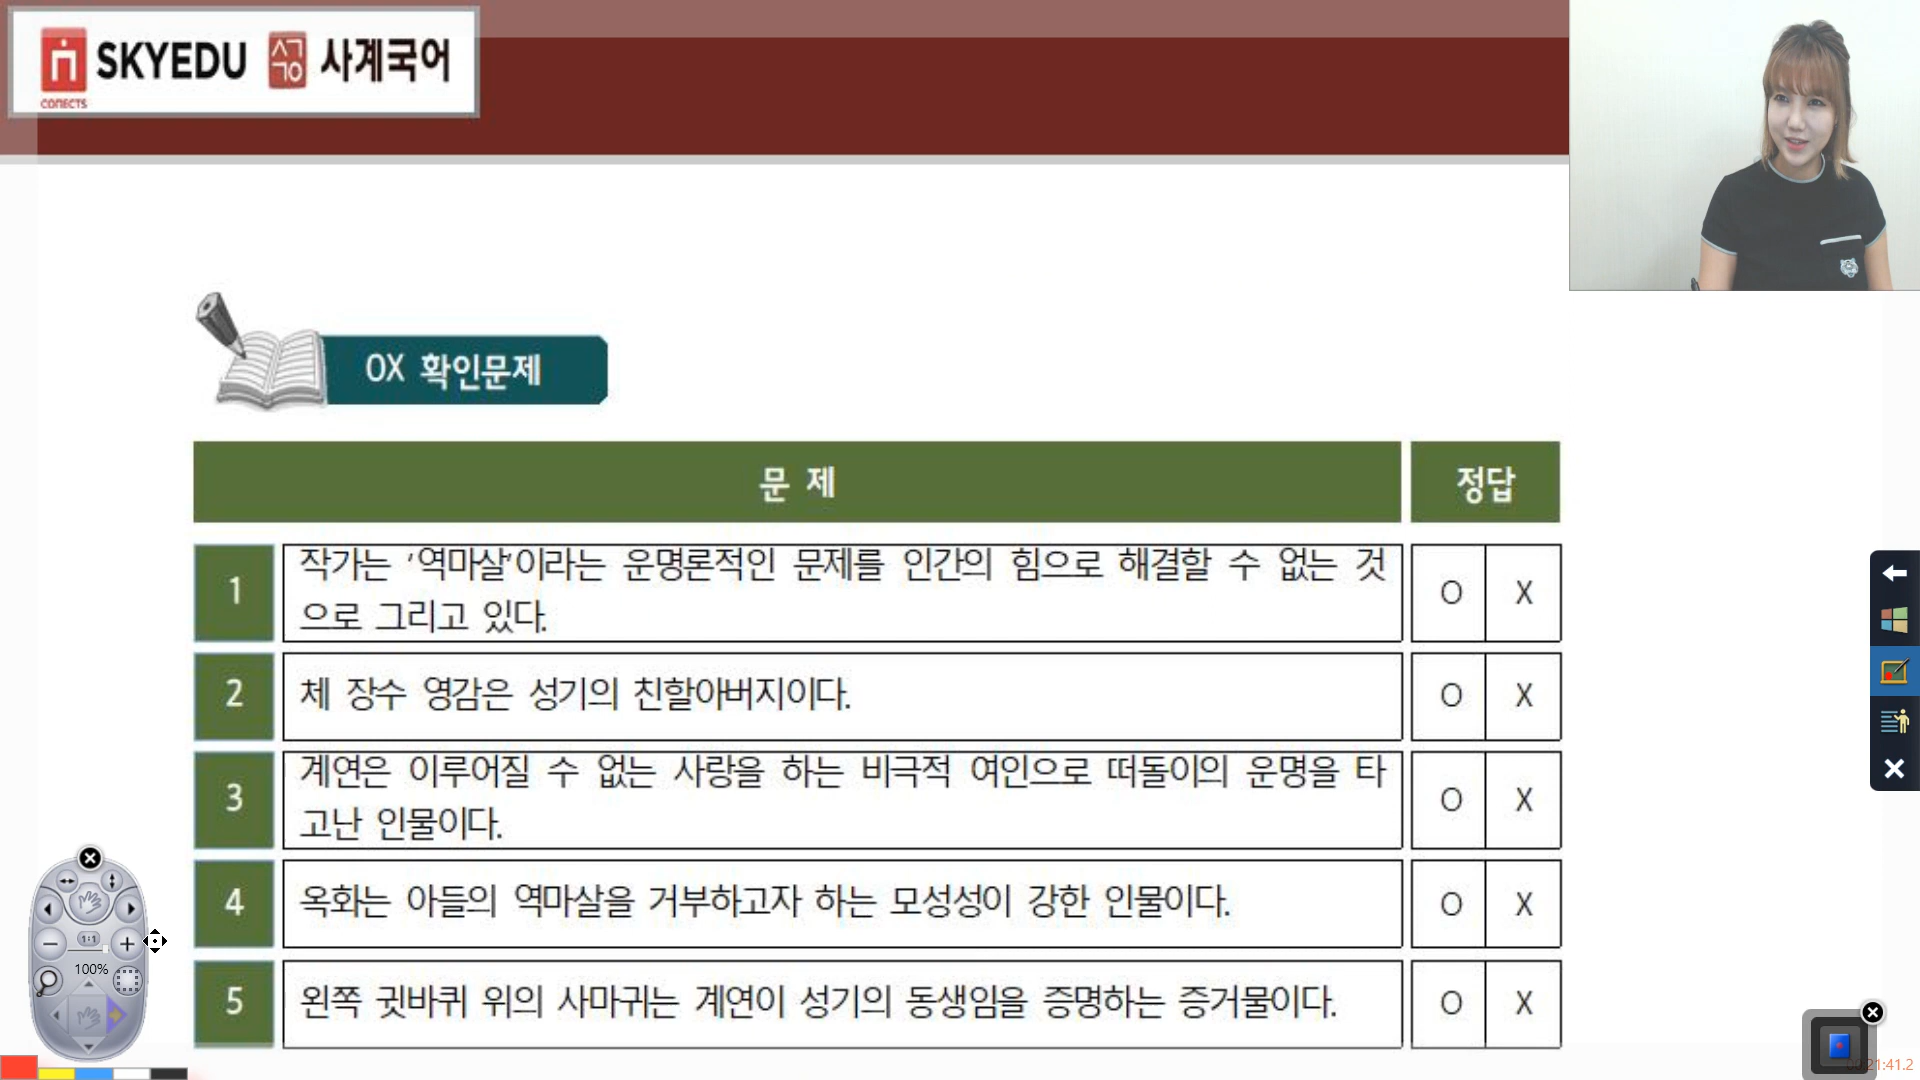 SKYEDU 사계국어
CONECTS
OX 확인문제
문 제 정답
1 작가는 '역마살'이라는 운명론적인 문제를 인간의 힘으로 해결할 수 없는 것
으로 그리고 있다. O X
2 체 장수 영감은 성기의 친할아버지이다. O X
3 계연은 이루어질 수 없는 사랑을 하는 비극적 여인으로 떠돌이의 운명을 타
고난 인물이다. O X
4 옥화는 아들의 역마살을 거부하고자 하는 모성성이 강한 인물이다. O X
5 왼쪽 귓바퀴 위의 사마귀는 계연이 성기의 동생임을 증명하는 증거물이다. O X
1:1
100%
21:41.2